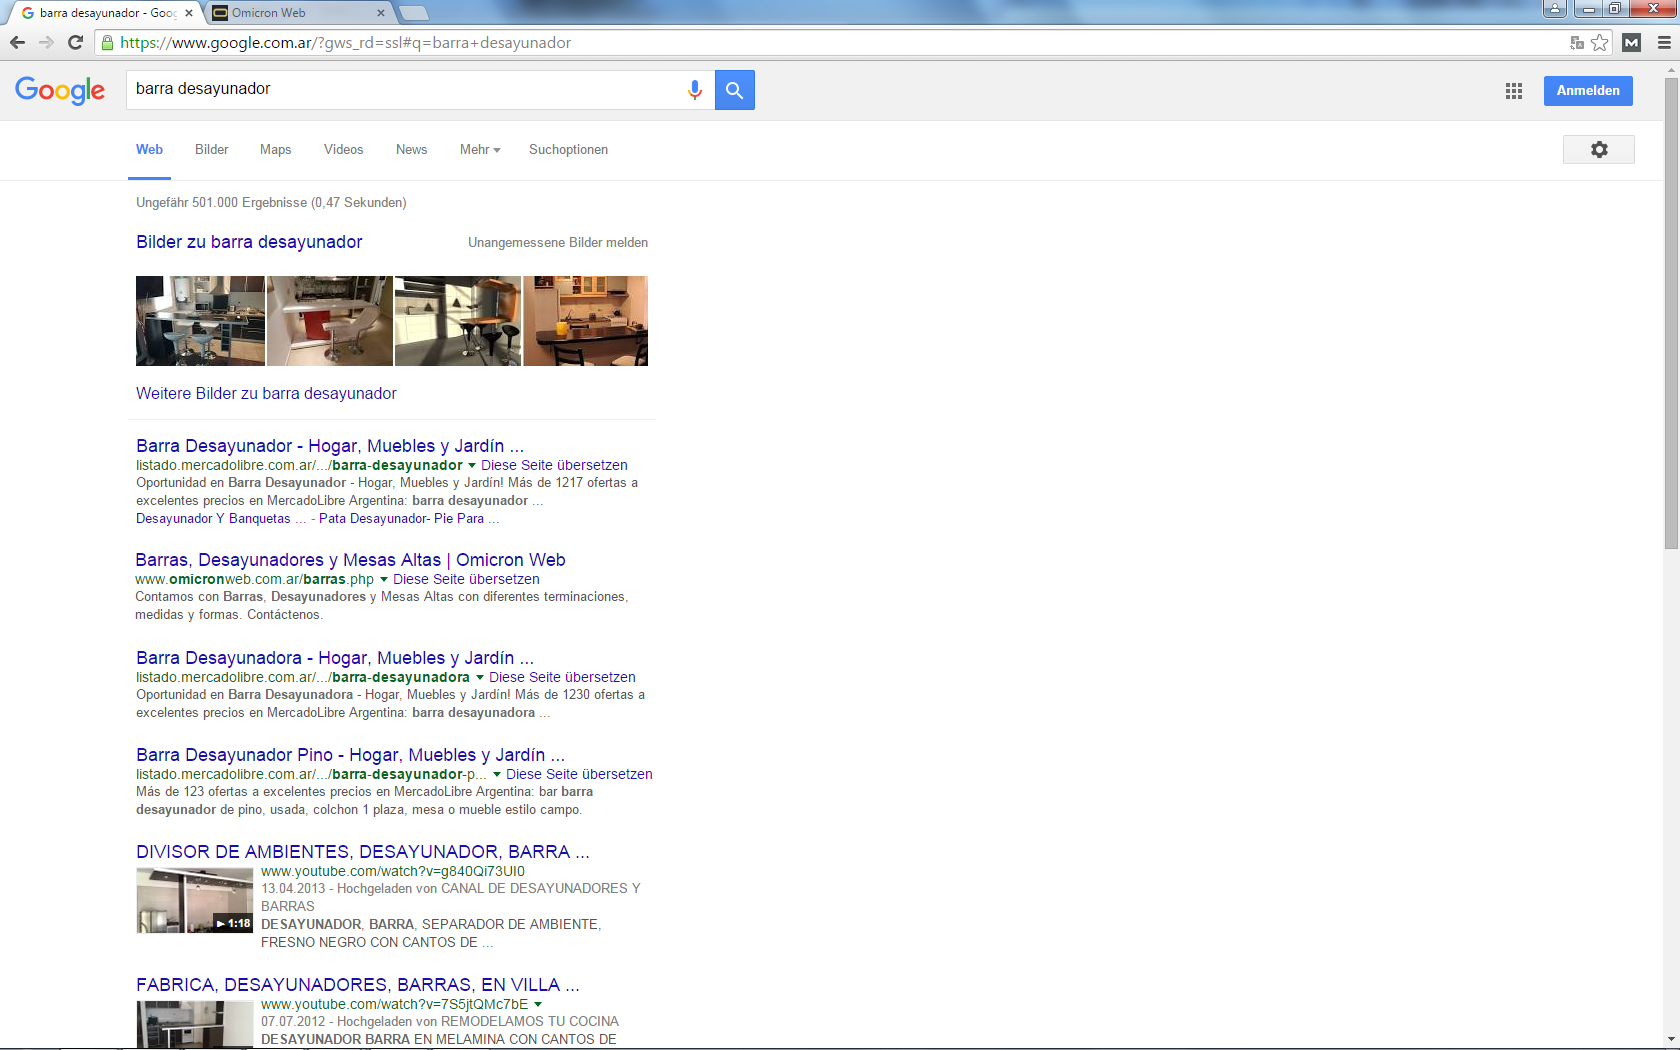 barra desayunador - Goo
Omicron Web
https://www.google.com.ar/?gws_rd=ssl#q=barra+desayunador
Google
barra desayunador
Anmelden
Web Bilder Maps Videos News Mehr Suchoptionen
Ungefähr 501.000 Ergebnisse (0,47 Sekunden)
Bilder zu barra desayunador
Unangemessene Bilder melden
Weitere Bilder zu barra desayunador
Barra Desayunador - Hogar, Muebles y Jardín ...
listado.mercadolibre.com.ar/.../barra-desayunador Diese Seite übersetzen
Oportunidad en Barra Desayunador - Hogar, Muebles y Jardín! Más de 1217 ofertas a
excelentes precios en MercadoLibre Argentina: barra desayunador ...
Desayunador Y Banquetas ... - Pata Desayunador- Pie Para ...
Barras, Desayunadores y Mesas Altas | Omicron Web
www.omicronweb.com.ar/barras.php Diese Seite übersetzen
Contamos con Barras, Desayunadores y Mesas Altas con diferentes terminaciones,
medidas y formas. Contáctenos.
Barra Desayunadora - Hogar, Muebles y Jardín ...
listado.mercadolibre.com.ar/.../barra-desayunadora Diese Seite übersetzen
Oportunidad en Barra Desayunadora - Hogar, Muebles y Jardín! Más de 1230 ofertas a
excelentes precios en MercadoLibre Argentina: barra desayunadora ...
Barra Desayunador Pino - Hogar, Muebles y Jardín ...
listado.mercadolibre.com.ar/.../barra-desayunador-p... Diese Seite übersetzen
Más de 123 ofertas a excelentes precios en MercadoLibre Argentina: bar barra
desayunador de pino, usada, colchon 1 plaza, mesa o mueble estilo campo.
DIVISOR DE AMBIENTES, DESAYUNADOR, BARRA ...
www.youtube.com/watch?v=g840Qi73UI0
13.04.2013 - Hochgeladen von CANAL DE DESAYUNADORES Y
BARRAS
1:18
DESAYUNADOR, BARRA, SEPARADOR DE AMBIENTE,
FRESNO NEGRO CON CANTOS DE ...
FABRICA, DESAYUNADORES, BARRAS, EN VILLA ...
www.youtube.com/watch?v=7S5jtQMc7bE
07.07.2012 - Hochgeladen von REMODELAMOS TU COCINA
DESAYUNADOR BARRA EN MELAMINA CON CANTOS DE